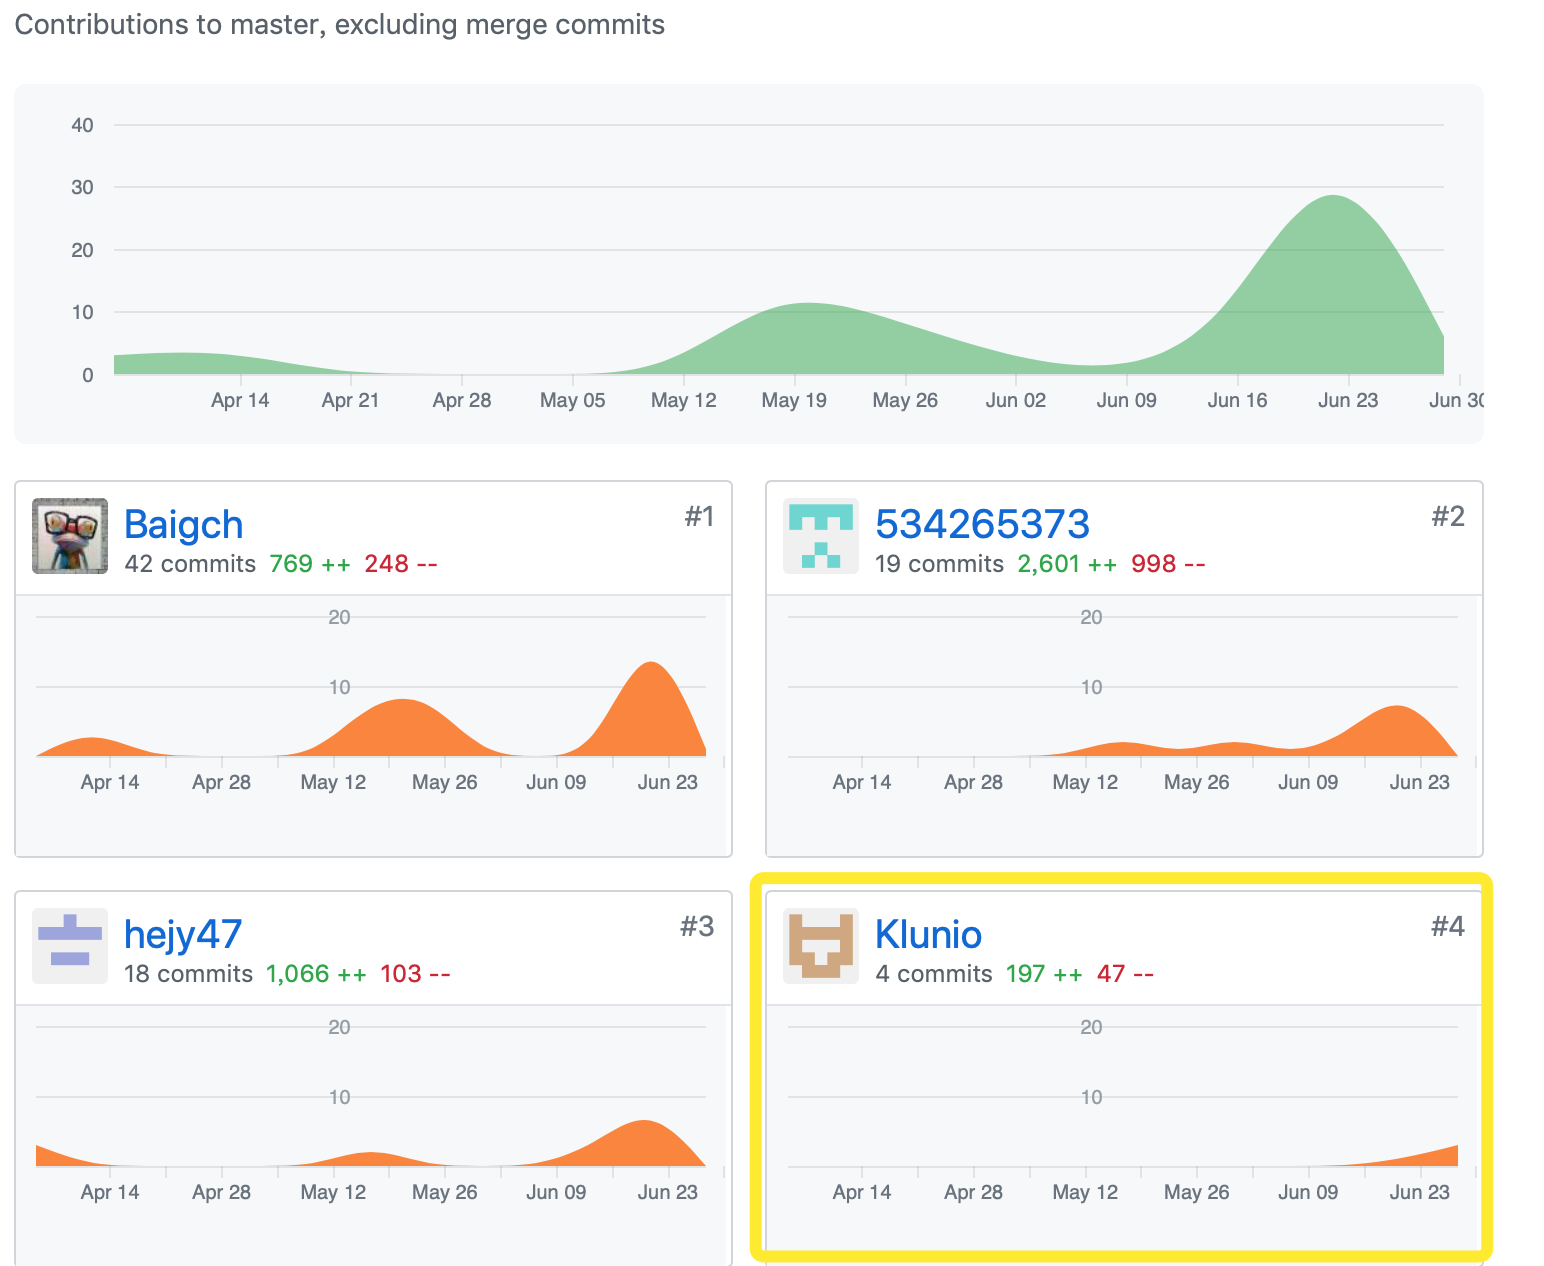 Contributions to master, excluding merge commits
40
30
20
10
0
Apr 14 Apr 21 Apr 28 May 05 May 12 May 19 May 26 Jun 02 Jun 09 Jun 16 Jun 23 Jun 30
Baigch #1
42 commits 769 ++ 248 --
20
10
Apr 14 Apr 28 May 12 May 26 Jun 09 Jun 23
534265373 #2
19 commits 2,601 ++ 998 --
20
10
Apr 14 Apr 28 May 12 May 26 Jun 09 Jun 23
hejy47 #3
18 commits 1,066 ++ 103 --
20
10
Apr 14 Apr 28 May 12 May 26 Jun 09 Jun 23
Klunio #4
4 commits 197 ++ 47 --
20
10
Apr 14 Apr 28 May 12 May 26 Jun 09 Jun 23